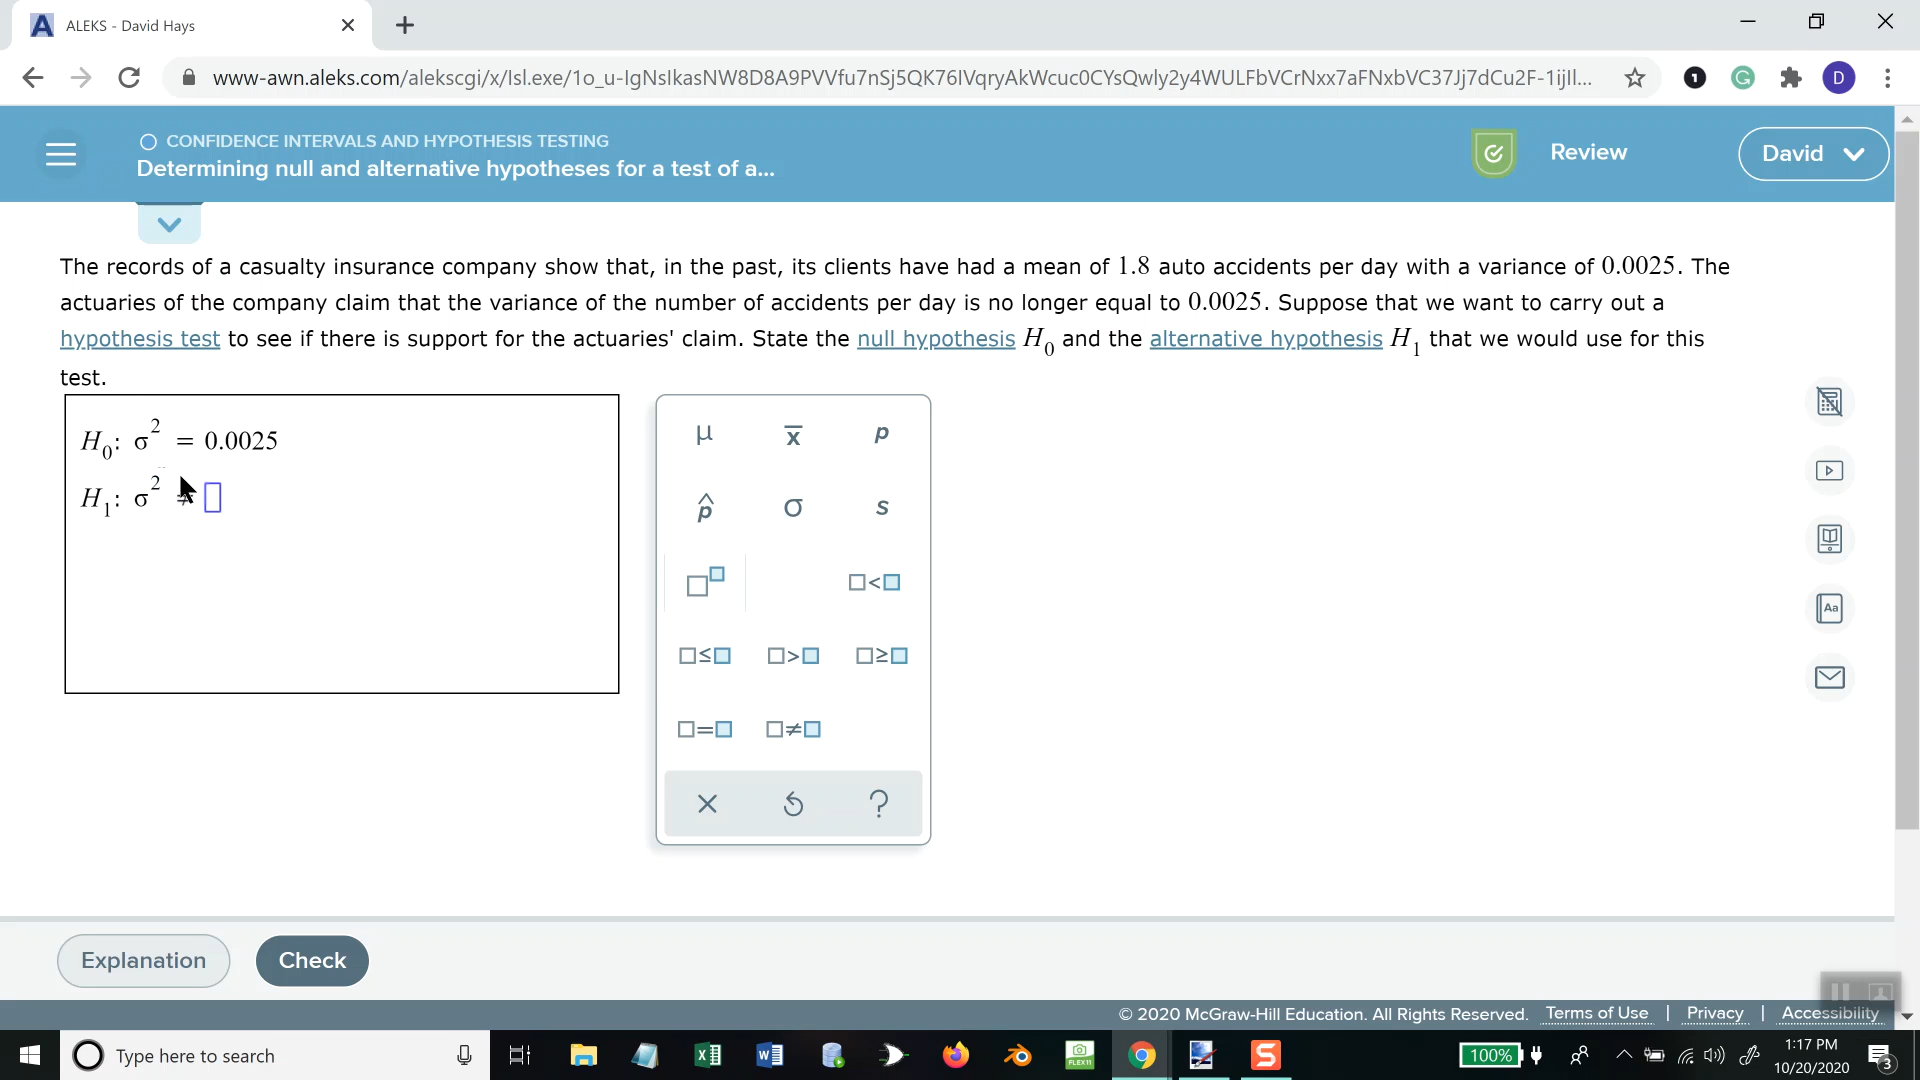 ALEKS - David Hays
www-awn.aleks.com/alekscgi/x/Isl.exe/1o_u-IgNsIkasNW8D8A9PVVfu7nSj5QK76IVqryAkWcuc0CYsQwly2y4WULFbVCrNxx7aFNxbVC37Jj7dCu2F-1ijIl...
D
CONFIDENCE INTERVALS AND HYPOTHESIS TESTING
Determining null and alternative hypotheses for a test of a...
Review
David
The records of a casualty insurance company show that, in the past, its clients have had a mean of 1.8 auto accidents per day with a variance of 0.0025. The
actuaries of the company claim that the variance of the number of accidents per day is no longer equal to 0.0025. Suppose that we want to carry out a
hypothesis test to see if there is support for the actuaries' claim. State the null hypothesis H₀ and the alternative hypothesis H₁ that we would use for this
test.
H₀: σ² = 0.0025
H₁: σ² ≠ □
μ x̄ p
p̂ σ s
□^□ □<□
□≤□ □>□ □≥□
□=□ □≠□
× ?
Aa
Explanation
Check
© 2020 McGraw-Hill Education. All Rights Reserved. Terms of Use | Privacy | Accessibility
Type here to search
FLEX11
100%
1:17 PM
10/20/2020
3